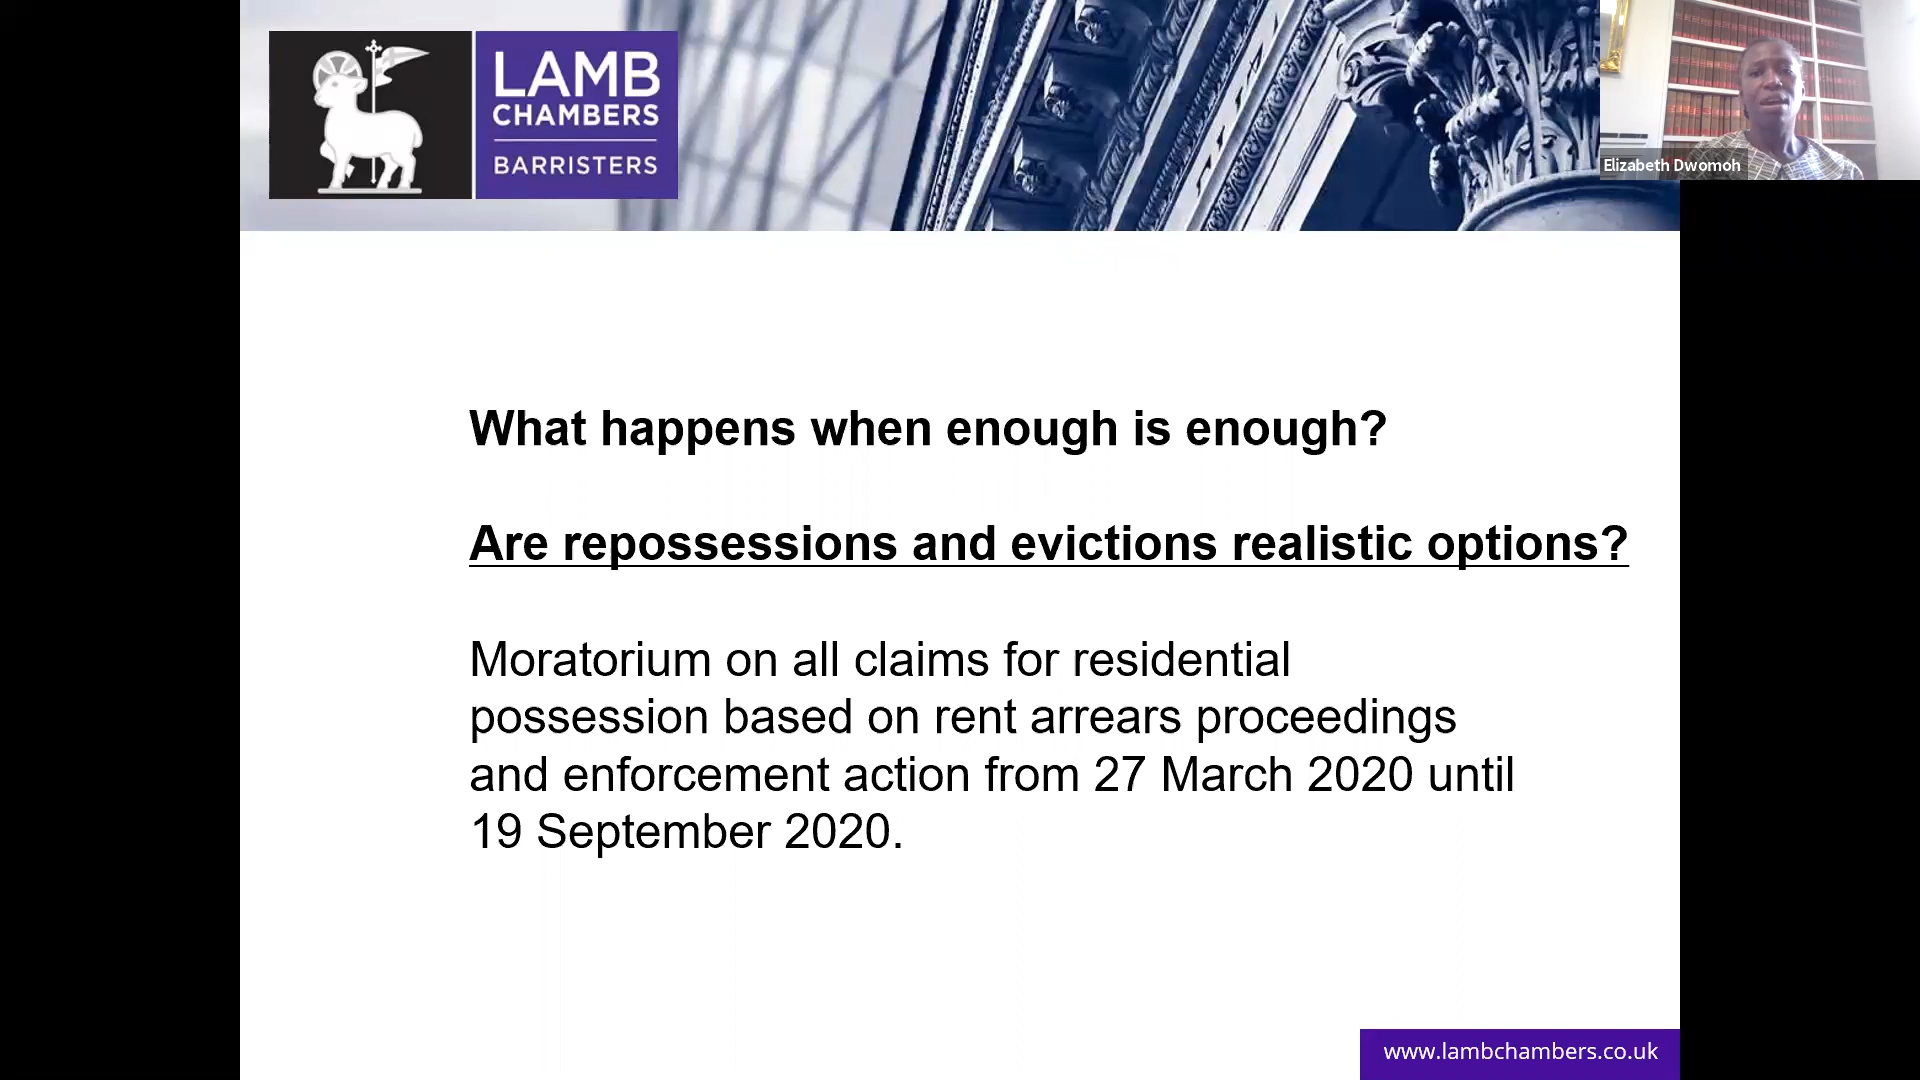 LAMB
CHAMBERS
BARRISTERS
Elizabeth Dwomoh
What happens when enough is enough?
Are repossessions and evictions realistic options?
Moratorium on all claims for residential
possession based on rent arrears proceedings
and enforcement action from 27 March 2020 until
19 September 2020.
www.lambchambers.co.uk